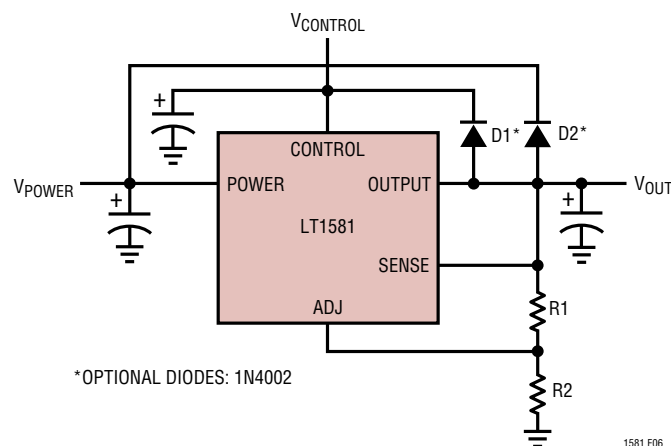 VCONTROL
+
D1*
D2*
CONTROL
VPOWER
POWER
OUTPUT
VOUT
+
+
LT1581
SENSE
ADJ
R1
*OPTIONAL DIODES: 1N4002
R2
1581 F06